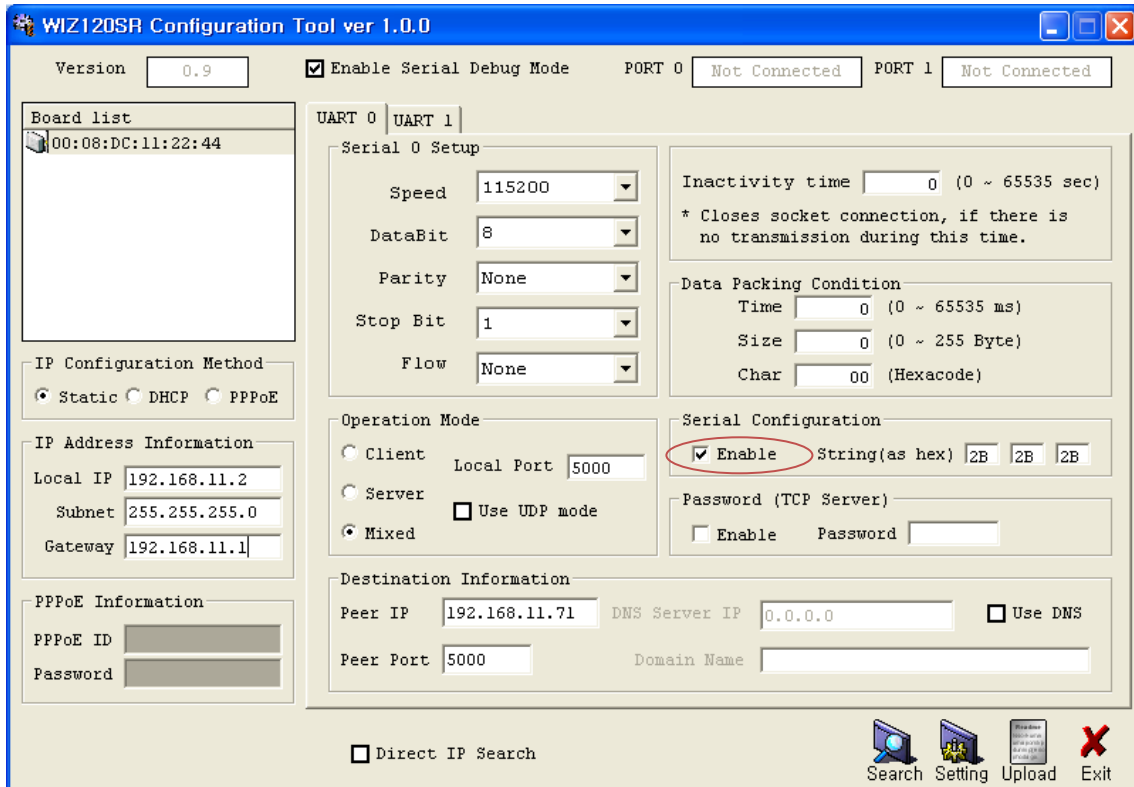 WIZ120SR Configuration Tool ver 1.0.0
Version 0.9 Enable Serial Debug Mode PORT 0 Not Connected PORT 1 Not Connected
Board list
00:08:DC:11:22:44
IP Configuration Method
Static DHCP PPPoE
IP Address Information
Local IP 192.168.11.2
Subnet 255.255.255.0
Gateway 192.168.11.1
PPPoE Information
PPPoE ID
Password
UART 0 UART 1
Serial 0 Setup
Speed 115200
DataBit 8
Parity None
Stop Bit 1
Flow None
Inactivity time 0 (0 ~ 65535 sec)
* Closes socket connection, if there is
no transmission during this time.
Data Packing Condition
Time 0 (0 ~ 65535 ms)
Size 0 (0 ~ 255 Byte)
Char 00 (Hexacode)
Operation Mode
Client
Local Port 5000
Server
Use UDP mode
Mixed
Serial Configuration
Enable String(as hex) 2B 2B 2B
Password (TCP Server)
Enable Password
Destination Information
Peer IP 192.168.11.71 DNS Server IP 0.0.0.0 Use DNS
Peer Port 5000 Domain Name
Direct IP Search
Search Setting Upload Exit